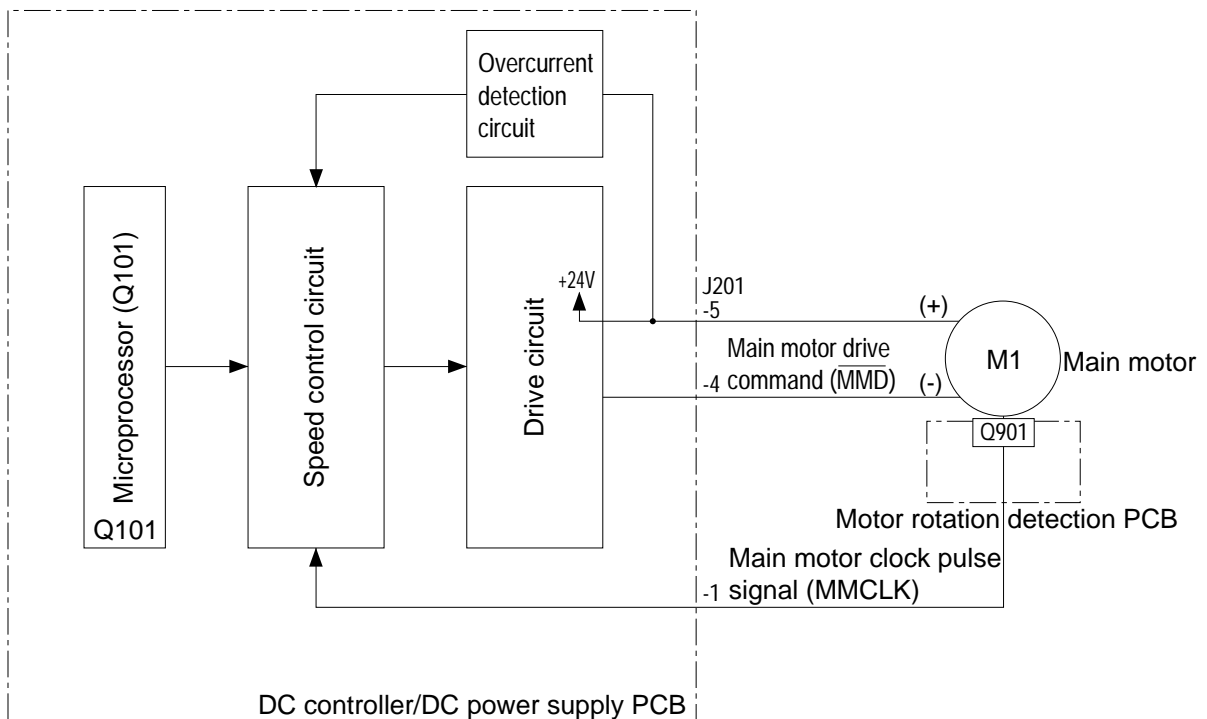 Overcurrent
detection
circuit
Microprocessor (Q101)
Q101
Speed control circuit
Drive circuit
+24V
J201
-5
(+)
Main motor drive
-4 command (M̅M̅D̅)
(-)
M1
Main motor
Q901
Motor rotation detection PCB
Main motor clock pulse
-1 signal (MMCLK)
DC controller/DC power supply PCB